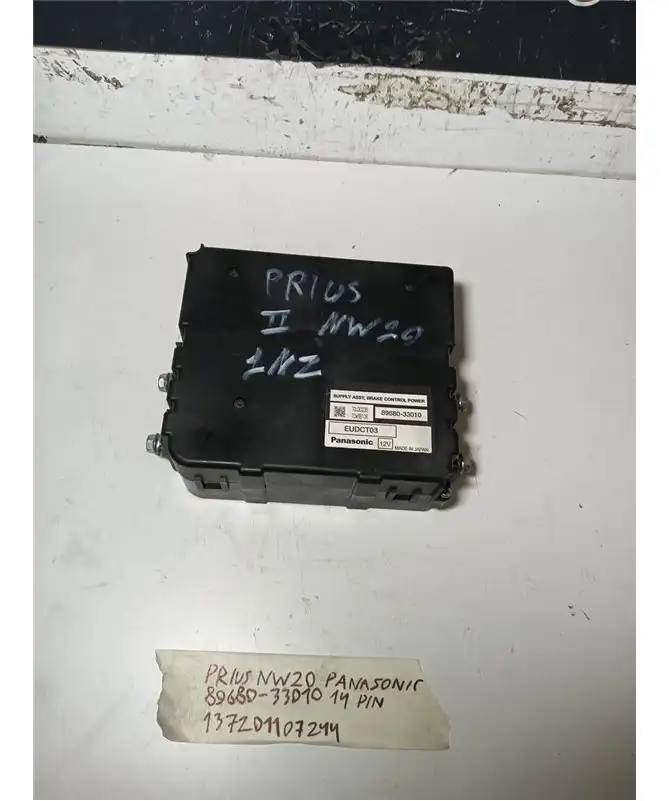 PRIUS
II NW20
1NZ
SUPPLY ASSY, BRAKE CONTROL POWER
89680-33010
EUDCT03
Panasonic 12V MADE IN JAPAN
PRIUS NW20 PANASONIC
89680-33010 14 PIN
137201107244